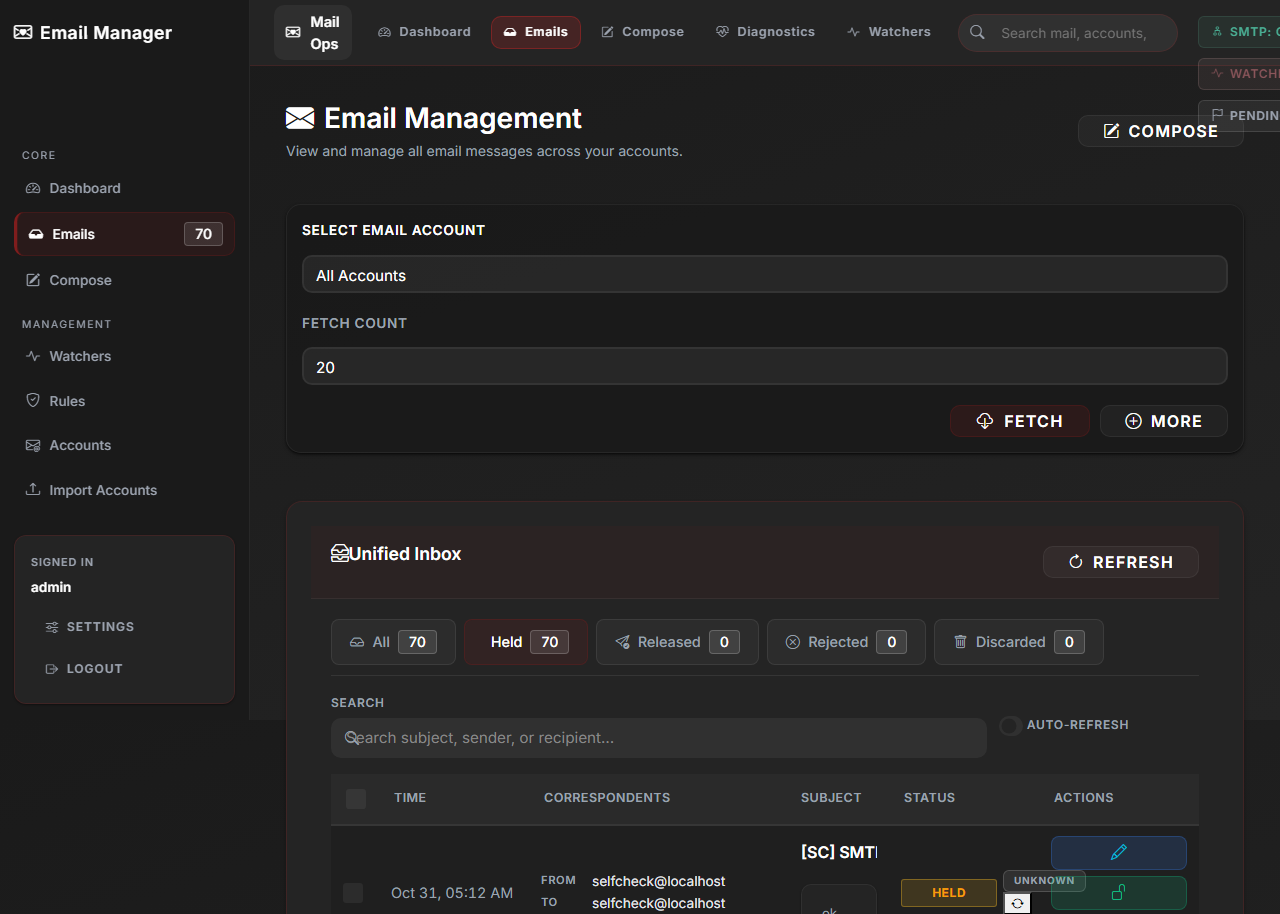 Email Manager
CORE
Dashboard
Emails 70
Compose
MANAGEMENT
Watchers
Rules
Accounts
Import Accounts
SIGNED IN
admin
SETTINGS
LOGOUT
Mail
Ops
Dashboard
Emails
Compose
Diagnostics
Watchers
Search mail, accounts,
SMTP:
WATCH
PENDIN
Email Management
View and manage all email messages across your accounts.
COMPOSE
SELECT EMAIL ACCOUNT
All Accounts
FETCH COUNT
20
FETCH
MORE
Unified Inbox
REFRESH
All 70
Held 70
Released 0
Rejected 0
Discarded 0
SEARCH
Search subject, sender, or recipient...
AUTO-REFRESH
TIME CORRESPONDENTS SUBJECT STATUS ACTIONS
[SC] SMT
Oct 31, 05:12 AM
FROM selfcheck@localhost
TO selfcheck@localhost
ok
HELD
UNKNOWN